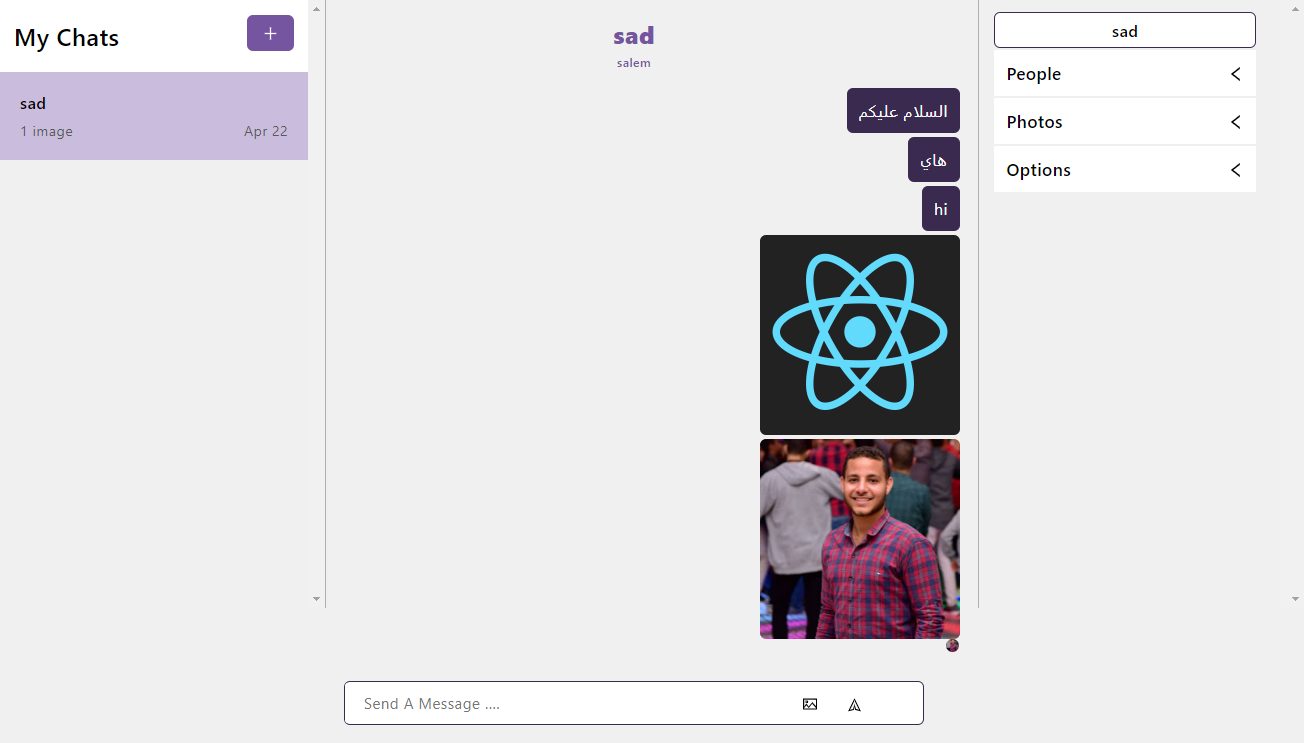 My Chats
+
sad
1 image
Apr 22
sad
salem
السلام عليكم
هاي
hi
Send A Message ....
sad
People
Photos
Options